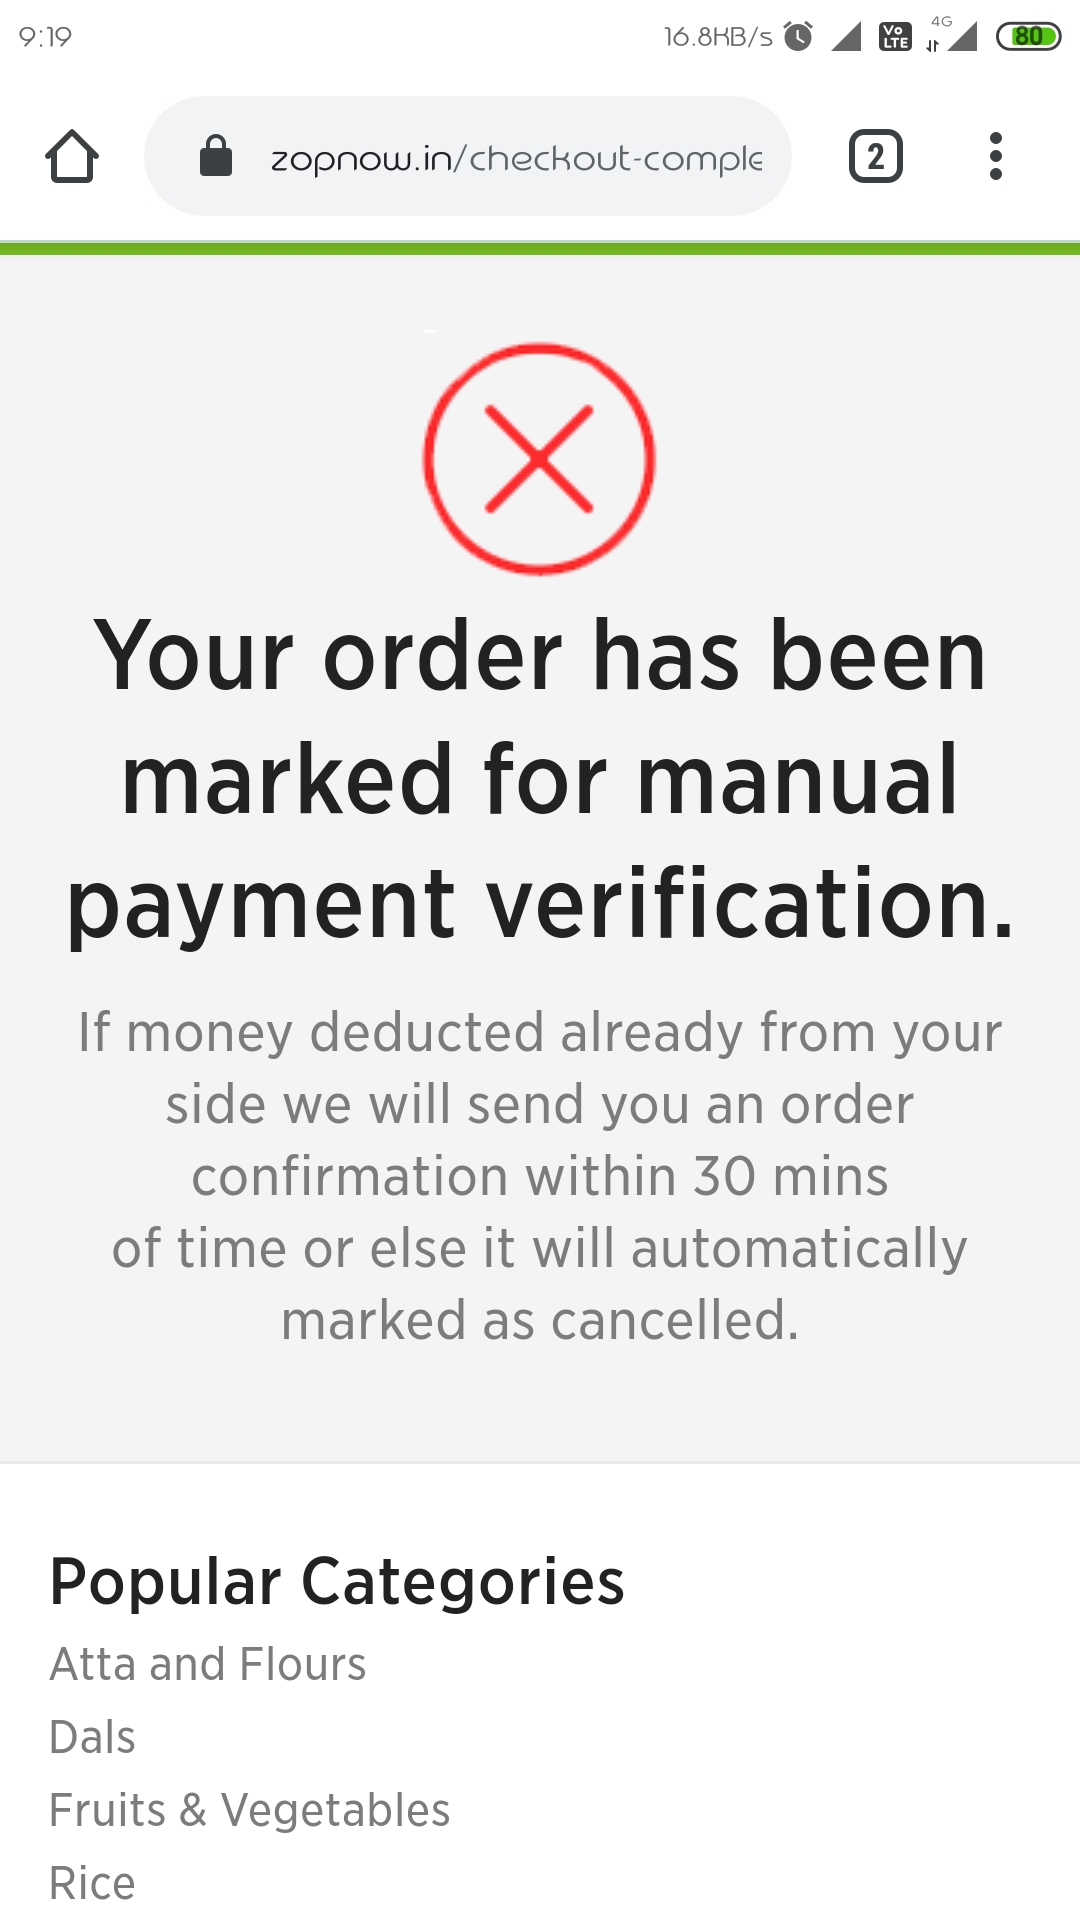 9:19
16.8KB/s
Vo
LTE
4G
80
zopnow.in/checkout-comple
2
Your order has been
marked for manual
payment verification.
If money deducted already from your
side we will send you an order
confirmation within 30 mins
of time or else it will automatically
marked as cancelled.
Popular Categories
Atta and Flours
Dals
Fruits & Vegetables
Rice